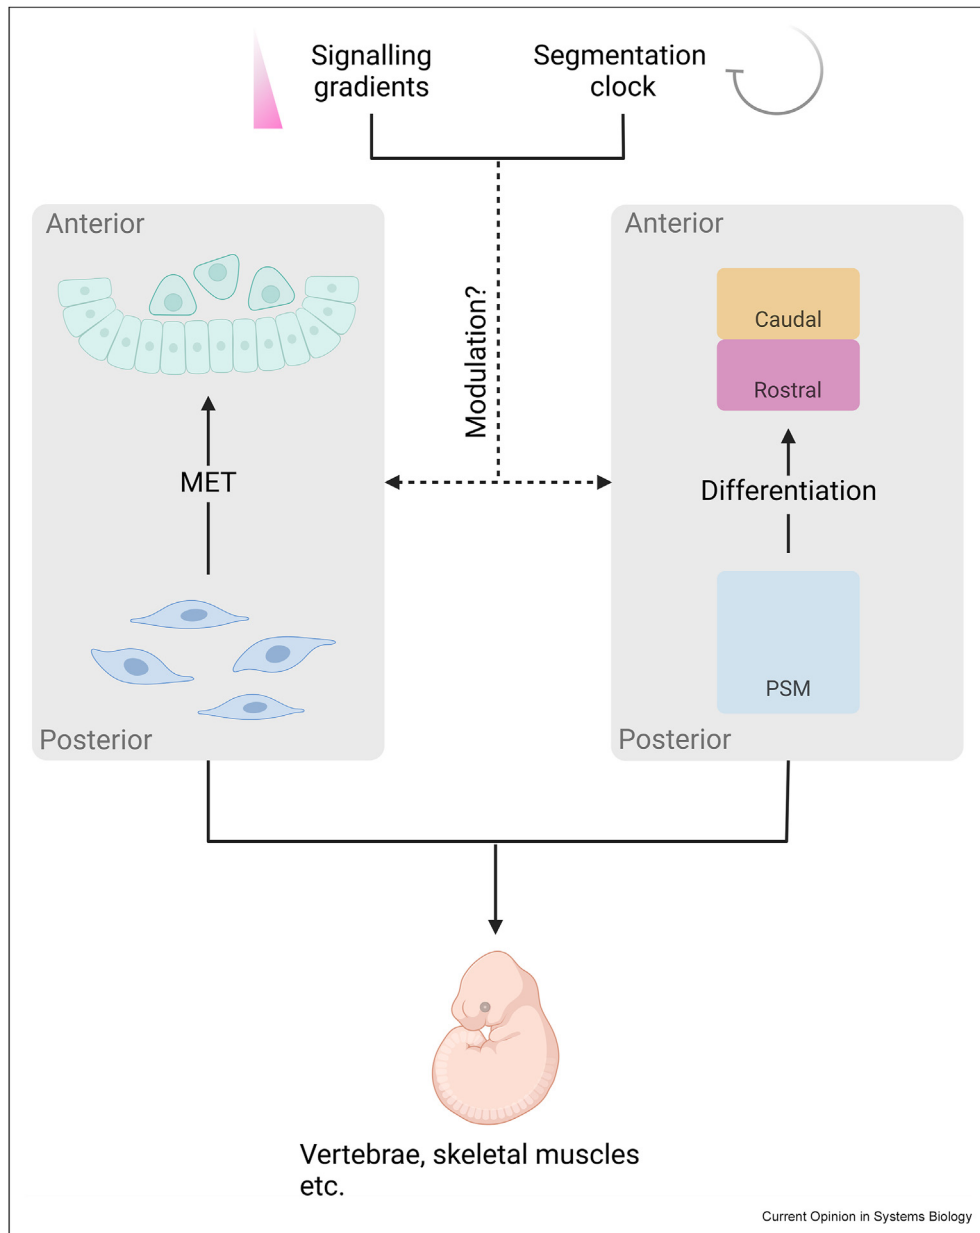 Signalling
gradients
Segmentation
clock
Anterior
Anterior
Modulation?
Caudal
Rostral
MET
Differentiation
PSM
Posterior
Posterior
Vertebrae, skeletal muscles
etc.
Current Opinion in Systems Biology